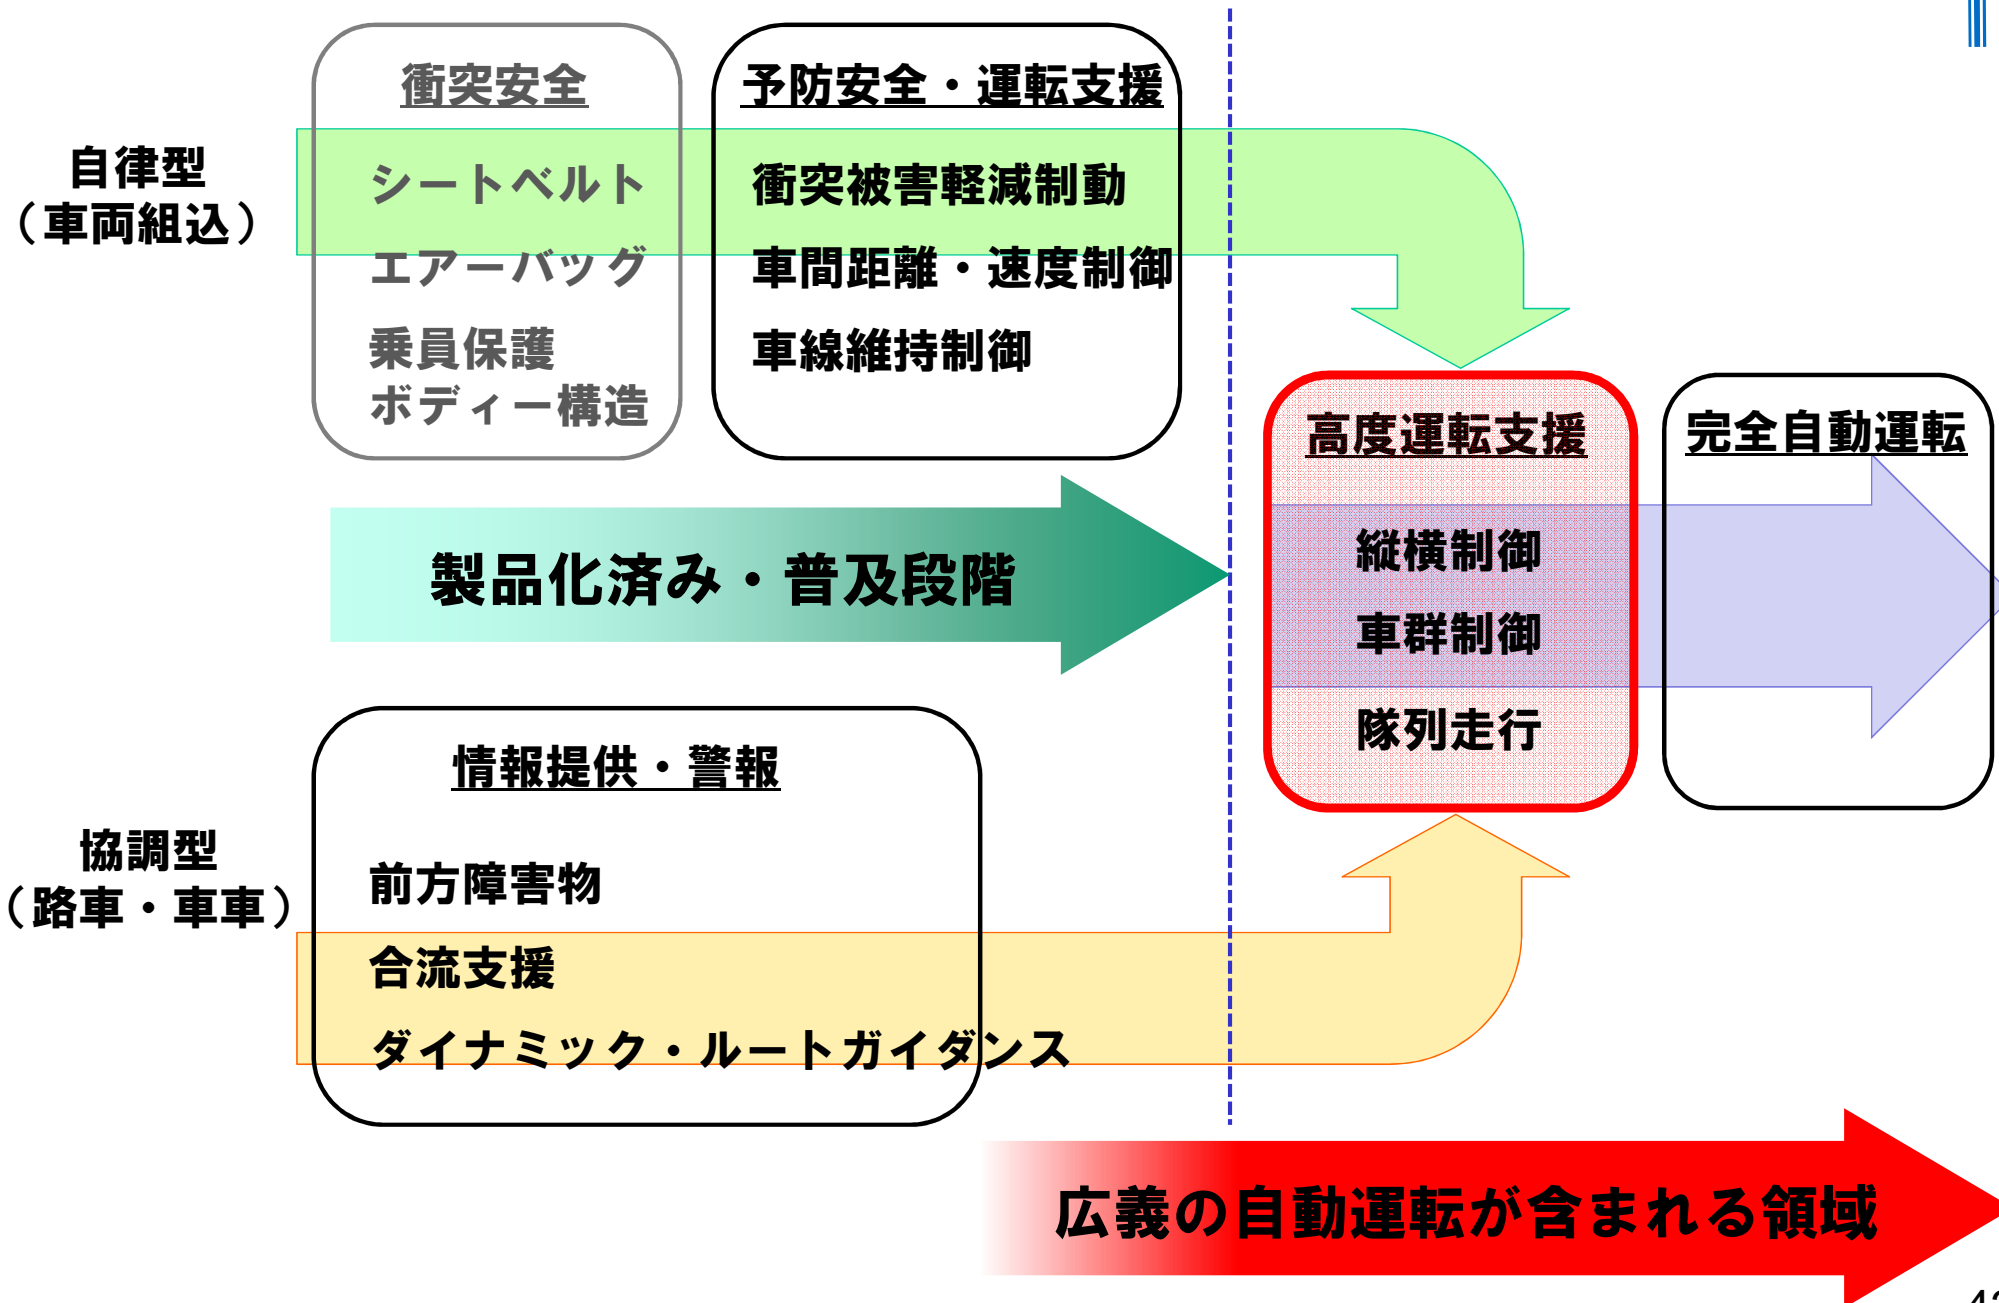 衝突安全
予防安全・運転支援
自律型
（車両組込）
シートベルト
エアーバッグ
乗員保護
ボディー構造
衝突被害軽減制動
車間距離・速度制御
車線維持制御
高度運転支援
縦横制御
車群制御
隊列走行
完全自動運転
製品化済み・普及段階
協調型
（路車・車車）
情報提供・警報
前方障害物
合流支援
ダイナミック・ルートガイダンス
広義の自動運転が含まれる領域